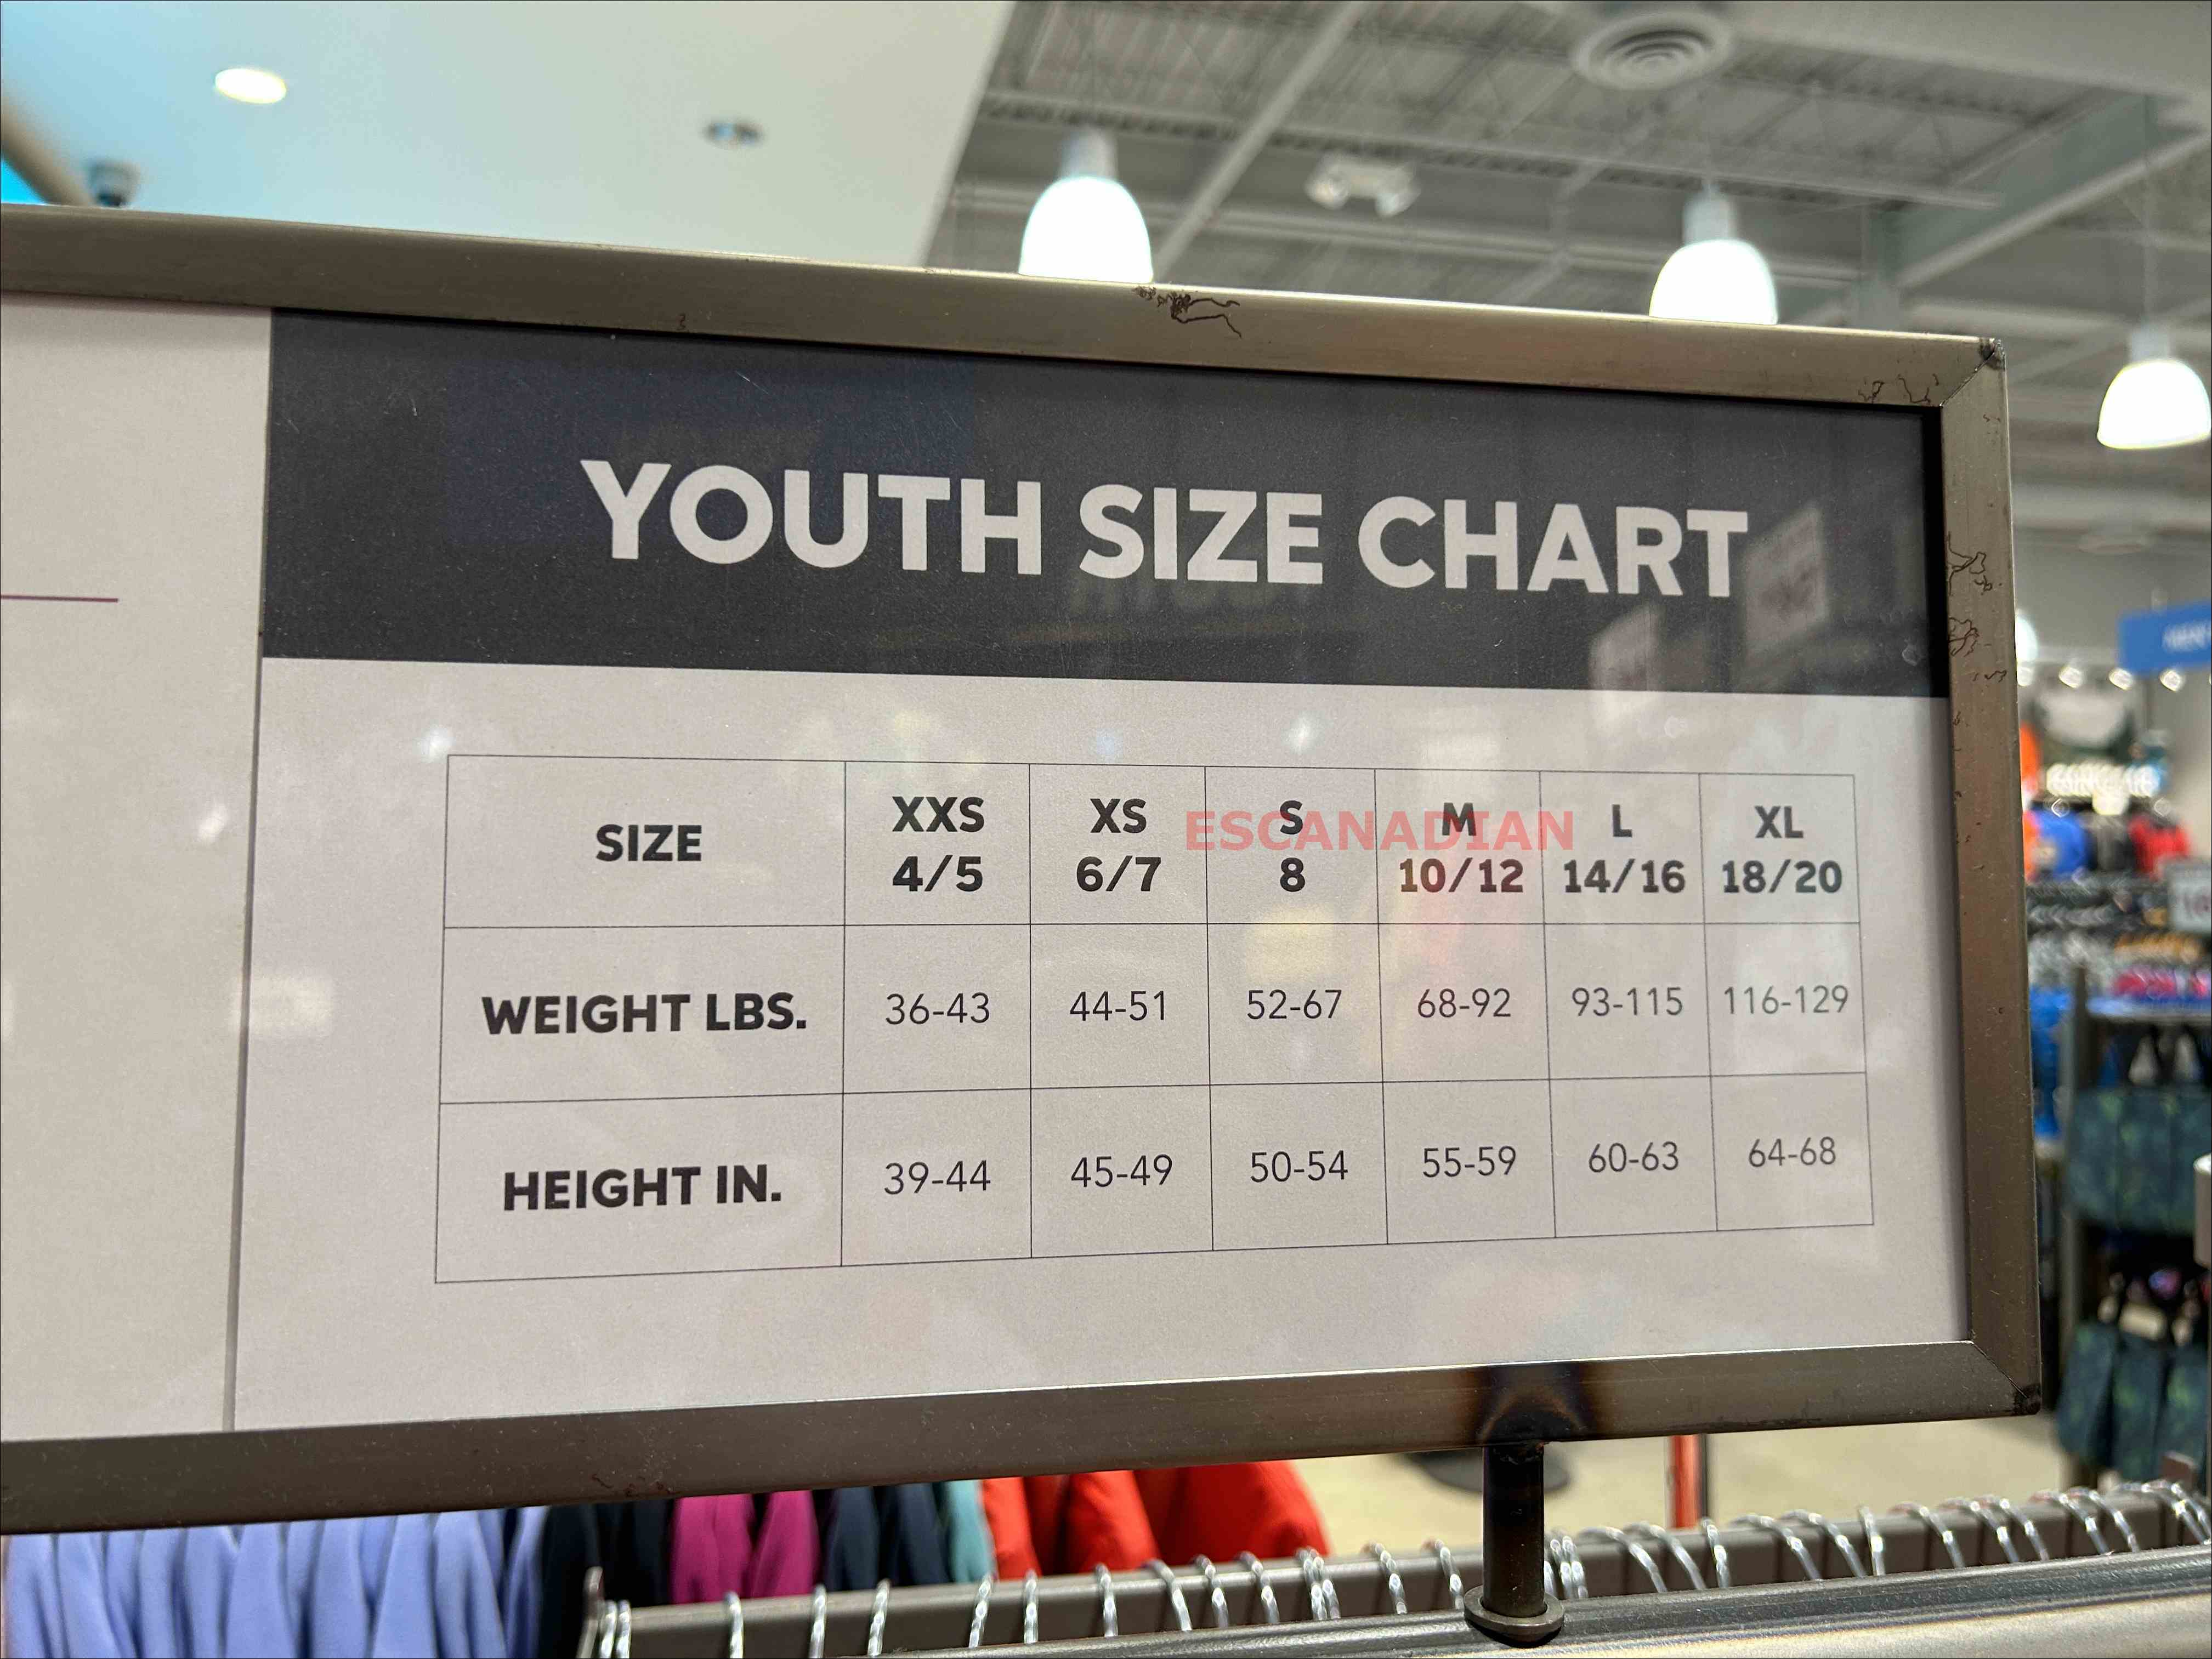 YOUTH SIZE CHART
SIZE XXS 4/5 XS 6/7 S 8 M 10/12 L 14/16 XL 18/20
WEIGHT LBS. 36-43 44-51 52-67 68-92 93-115 116-129
HEIGHT IN. 39-44 45-49 50-54 55-59 60-63 64-68
ESCANADIAN